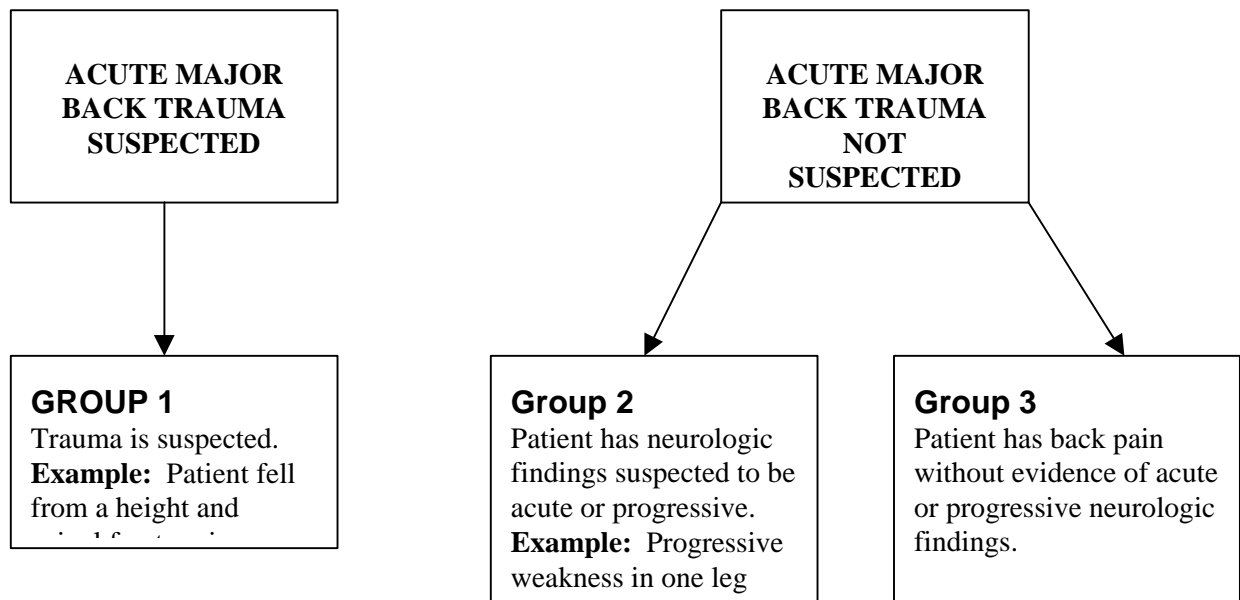 ACUTE MAJOR
BACK TRAUMA
SUSPECTED
ACUTE MAJOR
BACK TRAUMA
NOT
SUSPECTED
GROUP 1
Trauma is suspected.
Example: Patient fell
from a height and
Group 2
Patient has neurologic
findings suspected to be
acute or progressive.
Example: Progressive
weakness in one leg
Group 3
Patient has back pain
without evidence of acute
or progressive neurologic
findings.